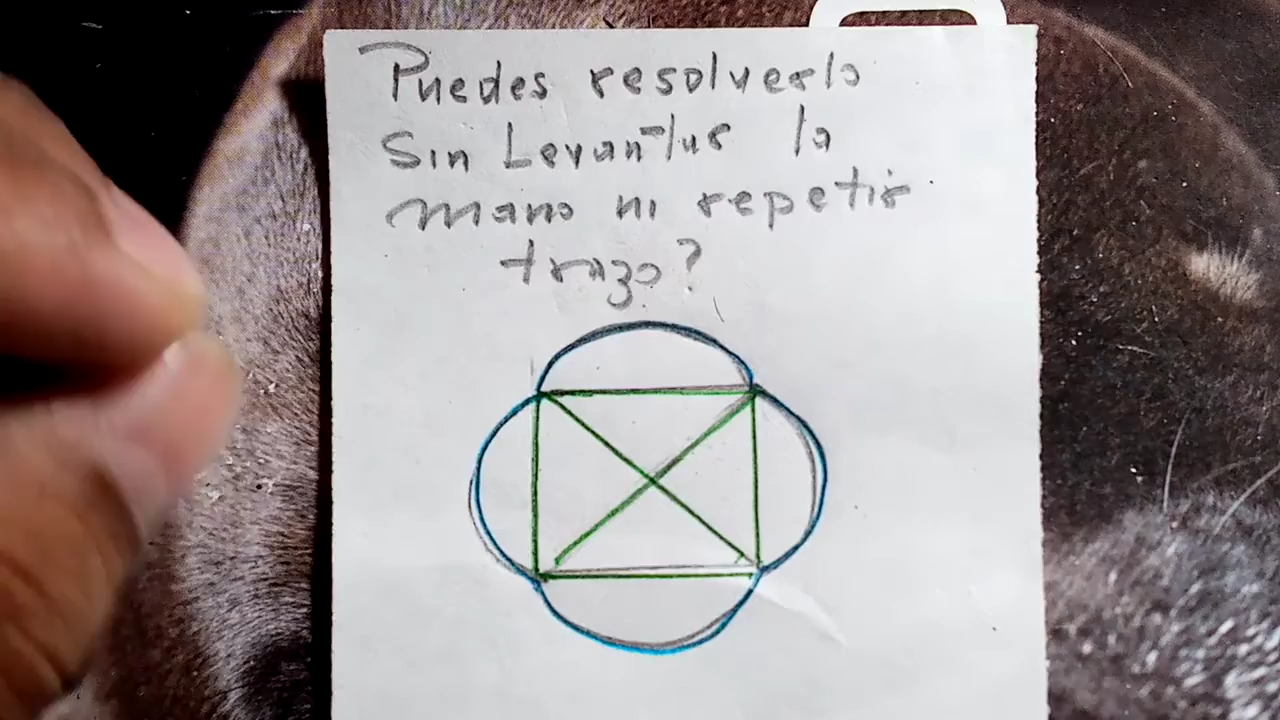 Puedes resolverlo
Sin Levantar la
mano ni repetir
trazo?